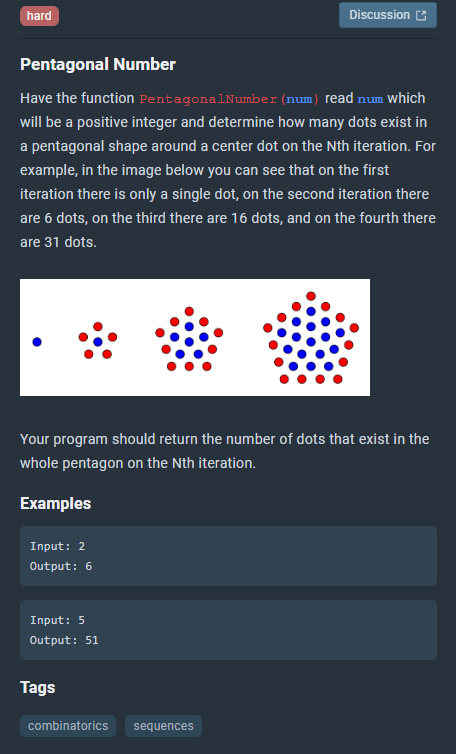 hard
Discussion
Pentagonal Number
Have the function PentagonalNumber(num) read num which
will be a positive integer and determine how many dots exist in
a pentagonal shape around a center dot on the Nth iteration. For
example, in the image below you can see that on the first
iteration there is only a single dot, on the second iteration there
are 6 dots, on the third there are 16 dots, and on the fourth there
are 31 dots.
Your program should return the number of dots that exist in the
whole pentagon on the Nth iteration.
Examples
Input: 2
Output: 6
Input: 5
Output: 51
Tags
combinatorics
sequences